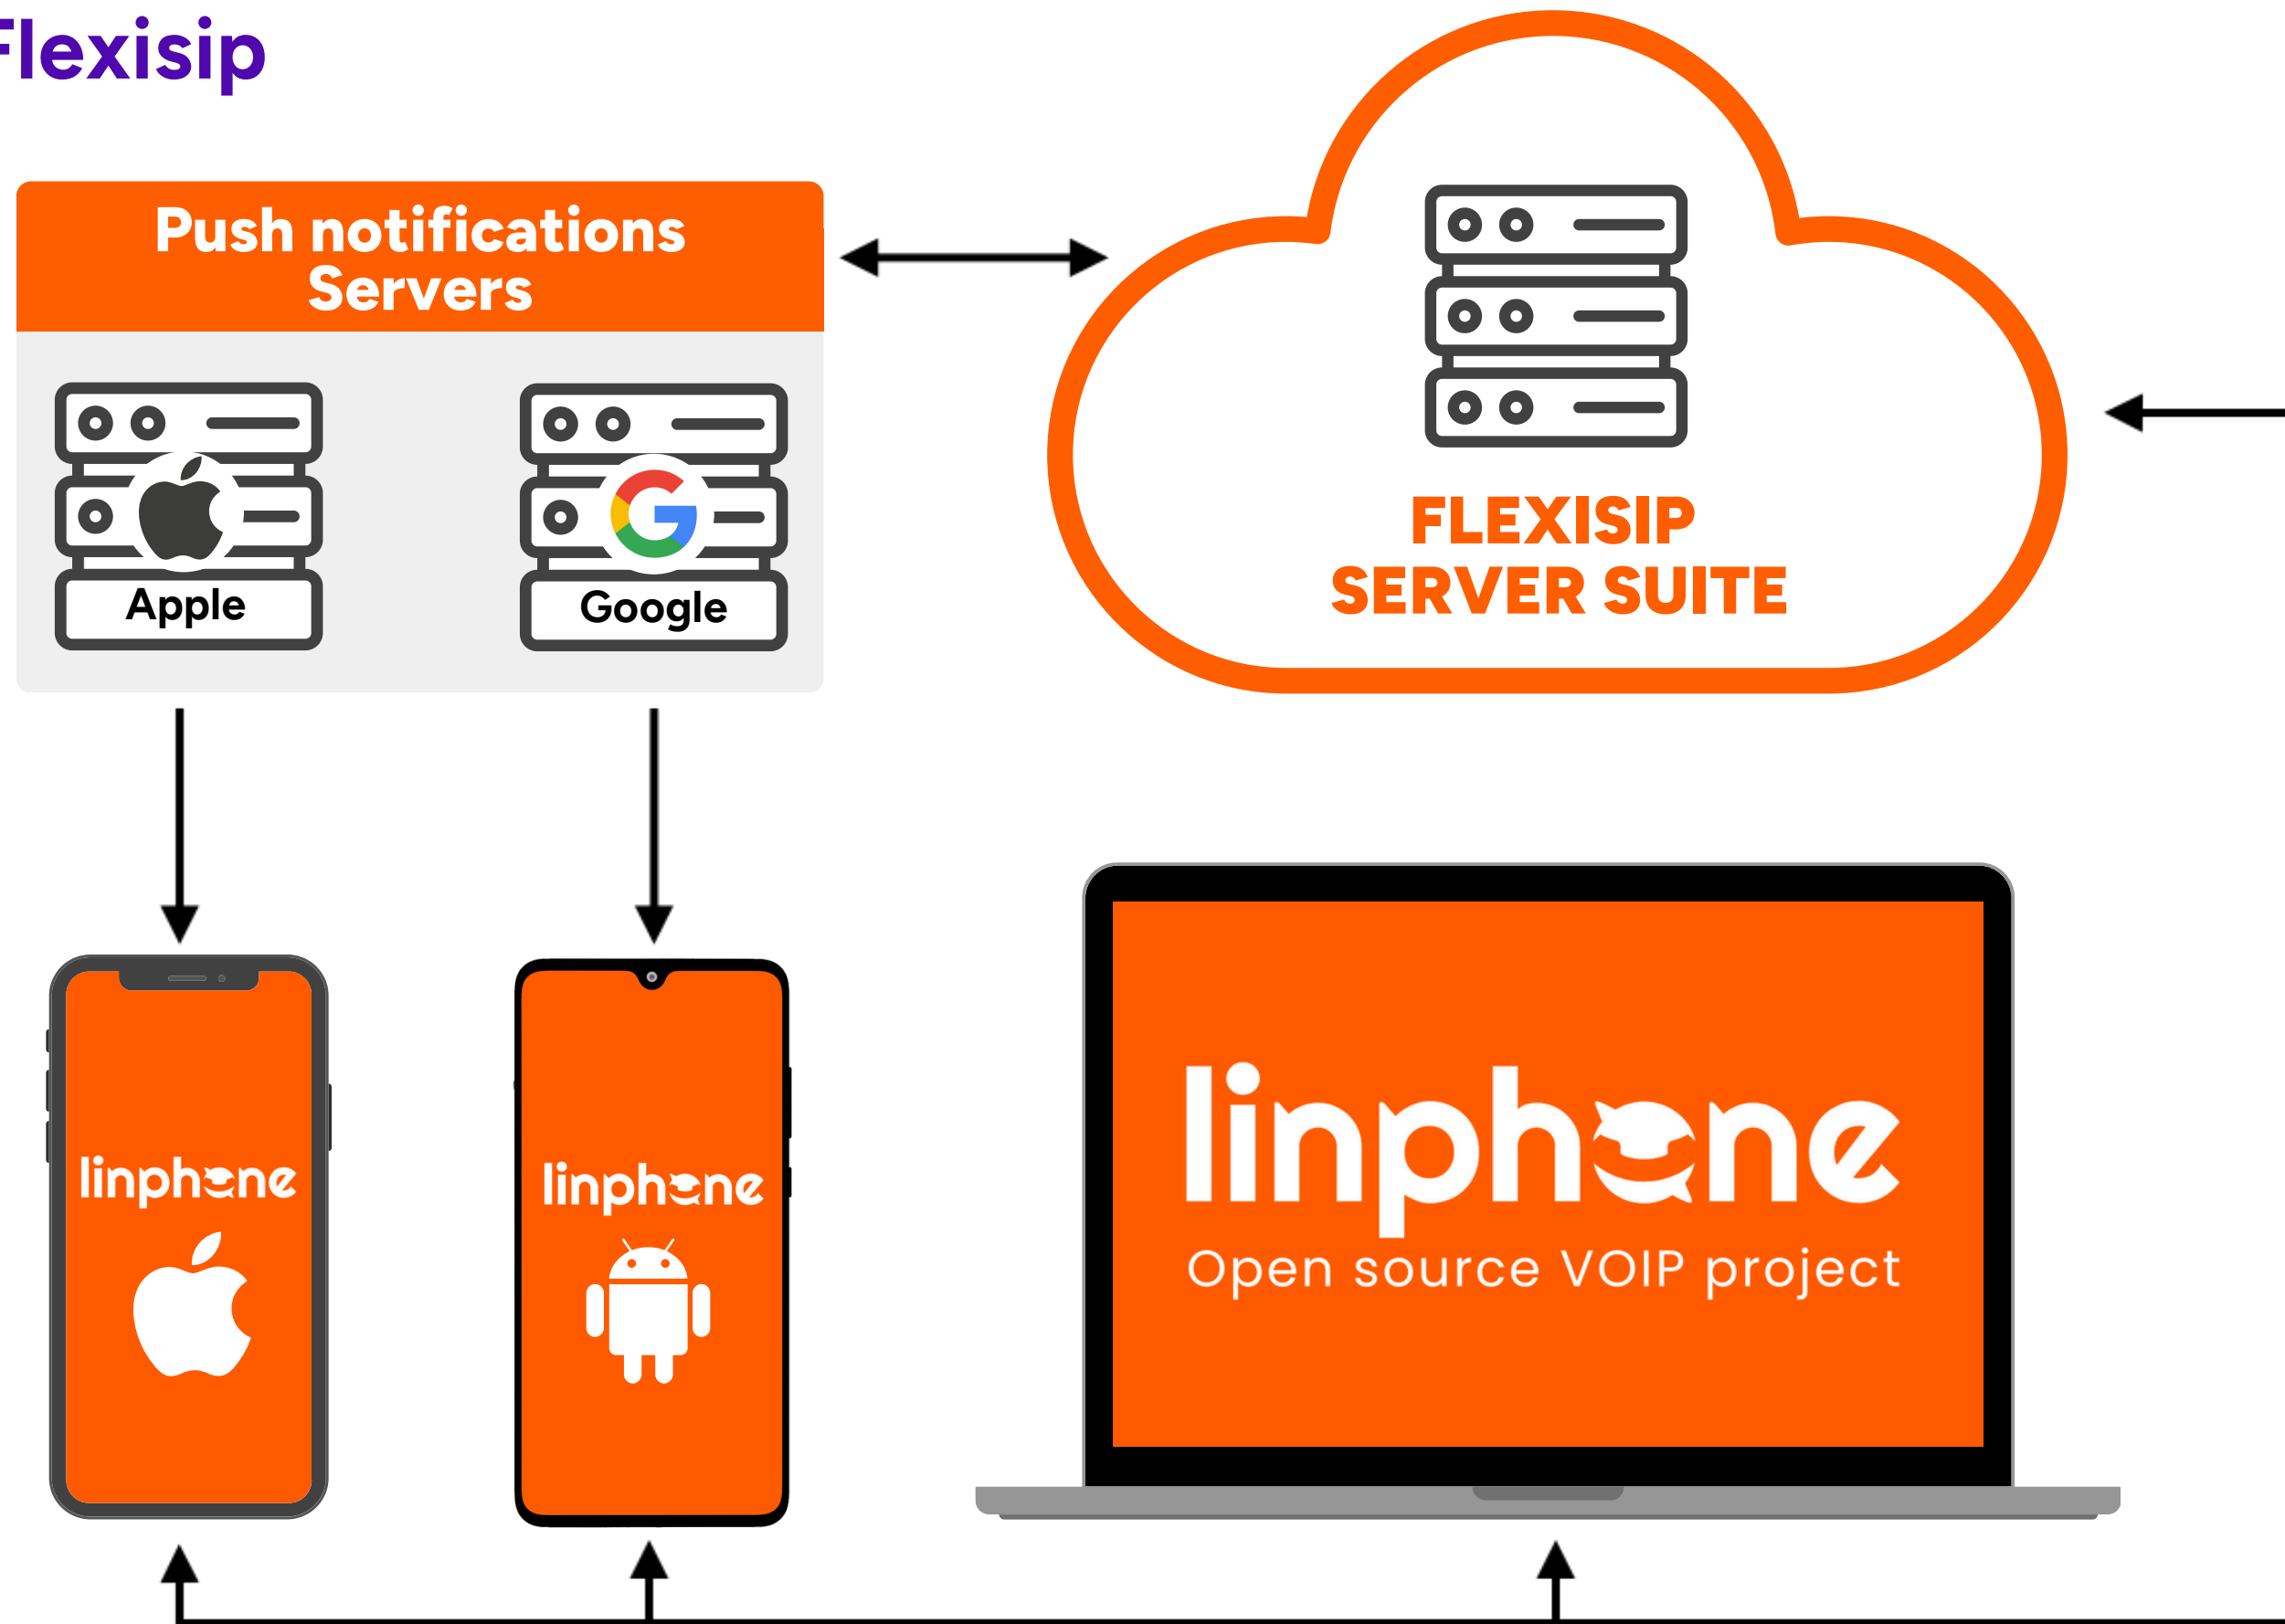 Flexisip
Push notifications
Servers
Apple
Google
FLEXISIP
SERVER SUITE
linphone
linphone
linphone
Open source VOIP project